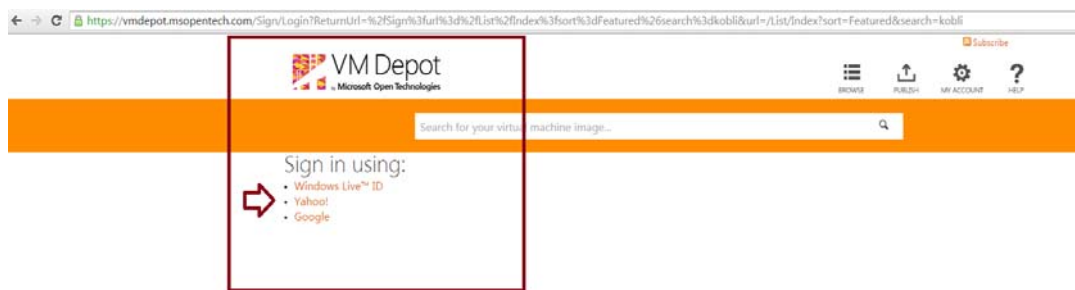 https://vmdepot.msopentech.com/Sign/Login?ReturnUrl=%2fSign%3furl%3d%2fList%2fIndex%3fsort%3dFeatured%26search%3dkobli&url=/List/Index?sort=Featured&search=kobli
Subscribe
VM Depot
by Microsoft Open Technologies
BROWSE PUBLISH MY ACCOUNT HELP
Search for your virtual machine image...
Sign in using:
• Windows Live™ ID
• Yahoo!
• Google